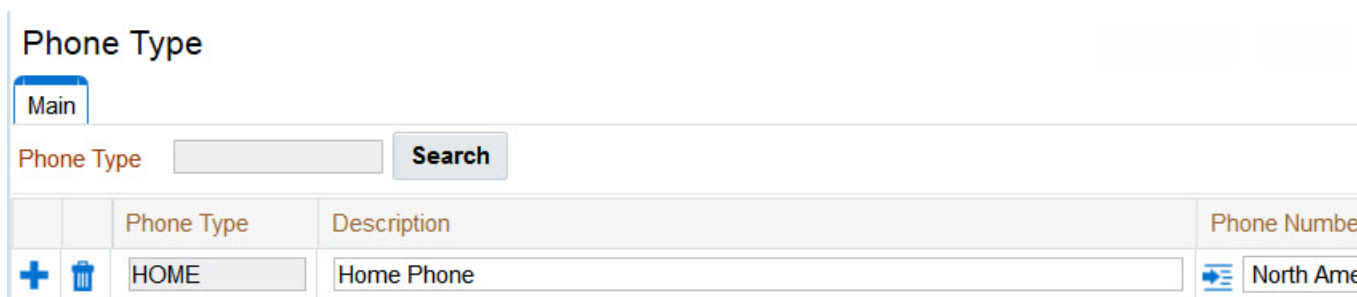 Phone Type
Main
Phone Type Search
Phone Type Description Phone Numbe
HOME Home Phone North Ame